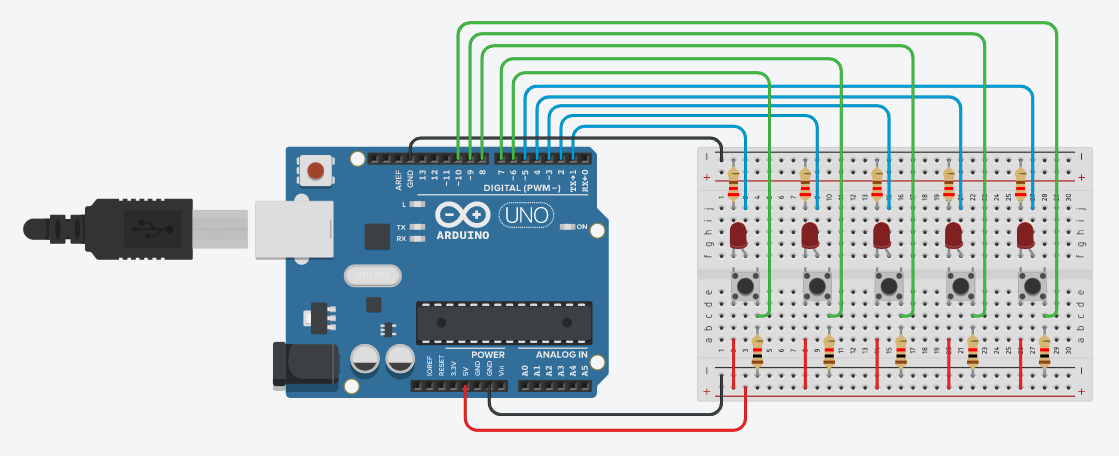 AREF
GND
13
12
~11
~10
~9
8
7
~6
~5
4
~3
2
TX→1
RX←0
DIGITAL (PWM~)
L
TX
RX
ARDUINO
UNO
ON
IOREF
RESET
3.3V
5V
GND
GND
Vin
POWER
ANALOG IN
A0
A1
A2
A3
A4
A5
j
i
h
g
f
e
d
c
b
a